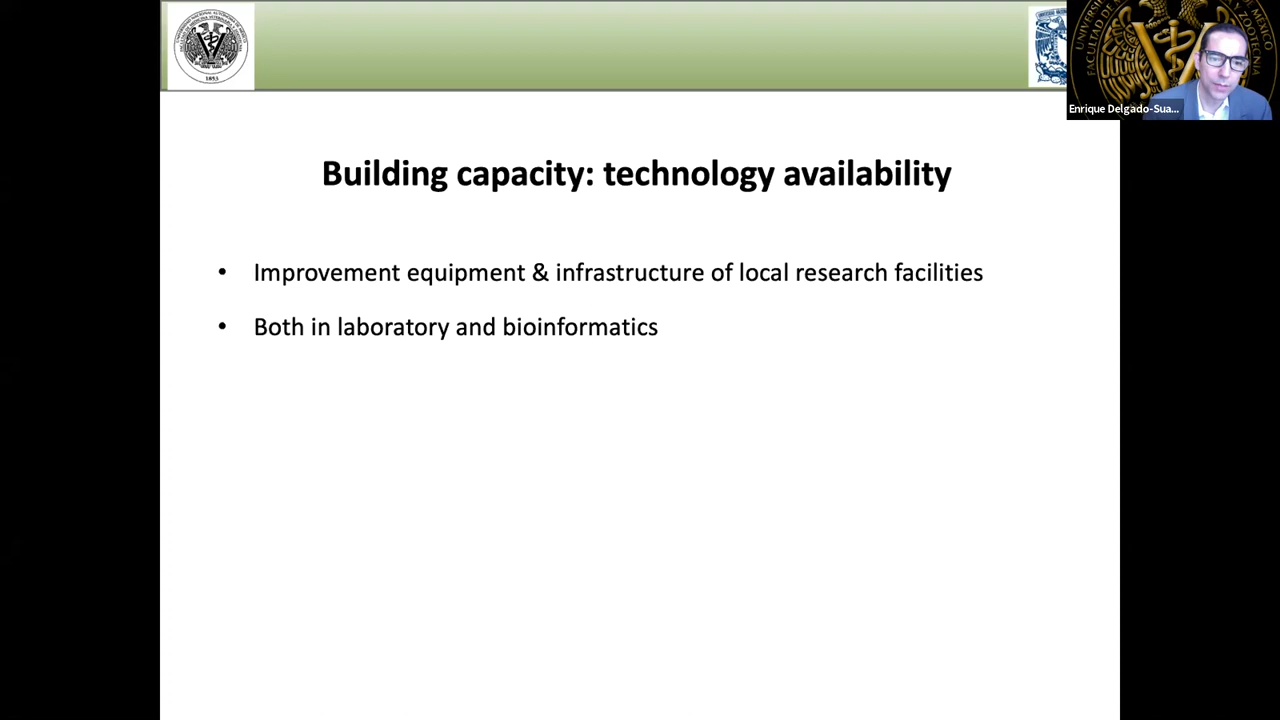 Building capacity: technology availability
• Improvement equipment & infrastructure of local research facilities
• Both in laboratory and bioinformatics
Enrique Delgado-Sua...
1853